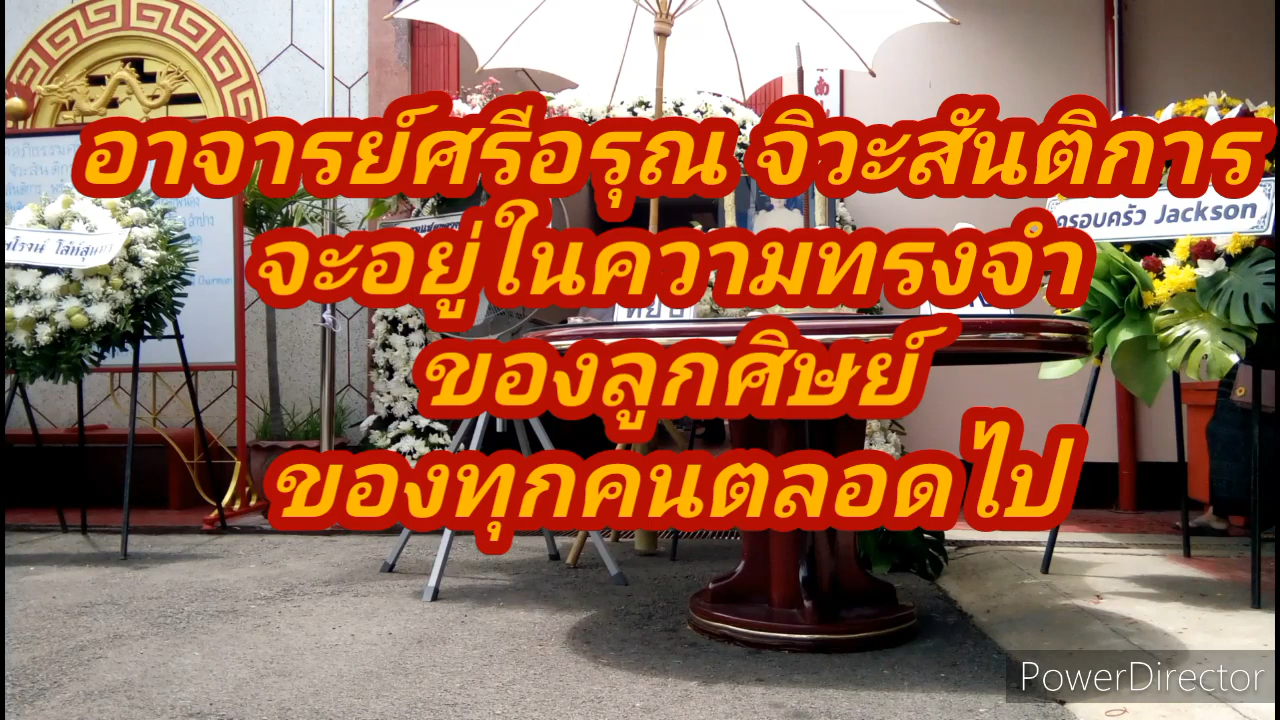 อาจารย์ศรีอรุณ จิวะสันติการ
จะอยู่ในความทรงจำ
ของลูกศิษย์
ของทุกคนตลอดไป
ครอบครัว Jackson
PowerDirector